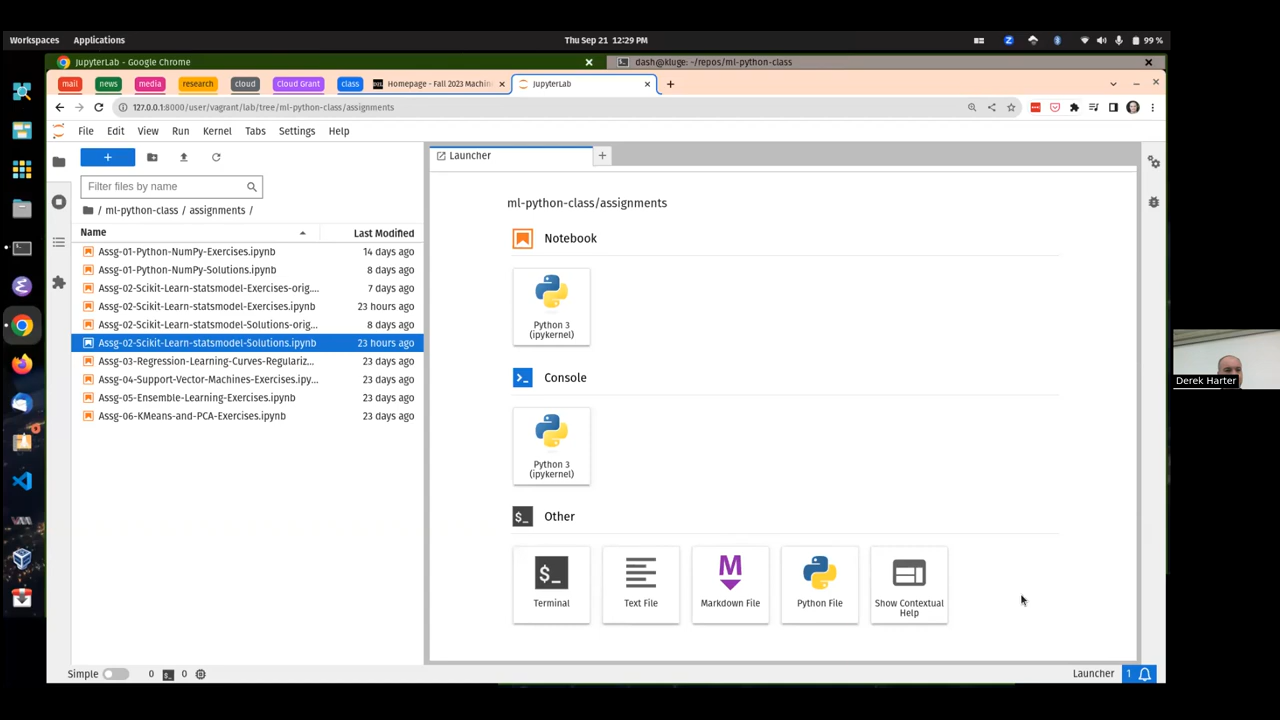 Workspaces Applications Thu Sep 21 12:29 PM 99 %
JupyterLab - Google Chrome dash@kluge: ~/repos/ml-python-class
mail news media research cloud Cloud Grant class Homepage - Fall 2023 Machin JupyterLab
127.0.0.1:8000/user/vagrant/lab/tree/ml-python-class/assignments
File Edit View Run Kernel Tabs Settings Help
Launcher
Filter files by name
/ ml-python-class / assignments /
Name Last Modified
Assg-01-Python-NumPy-Exercises.ipynb 14 days ago
Assg-01-Python-NumPy-Solutions.ipynb 8 days ago
Assg-02-Scikit-Learn-statsmodel-Exercises-orig.... 7 days ago
Assg-02-Scikit-Learn-statsmodel-Exercises.ipynb 23 hours ago
Assg-02-Scikit-Learn-statsmodel-Solutions-orig... 8 days ago
Assg-02-Scikit-Learn-statsmodel-Solutions.ipynb 23 hours ago
Assg-03-Regression-Learning-Curves-Regulariz... 23 days ago
Assg-04-Support-Vector-Machines-Exercises.ipy... 23 days ago
Assg-05-Ensemble-Learning-Exercises.ipynb 23 days ago
Assg-06-KMeans-and-PCA-Exercises.ipynb 23 days ago
ml-python-class/assignments
Notebook
Python 3
(ipykernel)
Console
Python 3
(ipykernel)
$_ Other
$_ M
Terminal Text File Markdown File Python File Show Contextual
Help
Derek Harter
Simple 0 $_ 0 Launcher 1